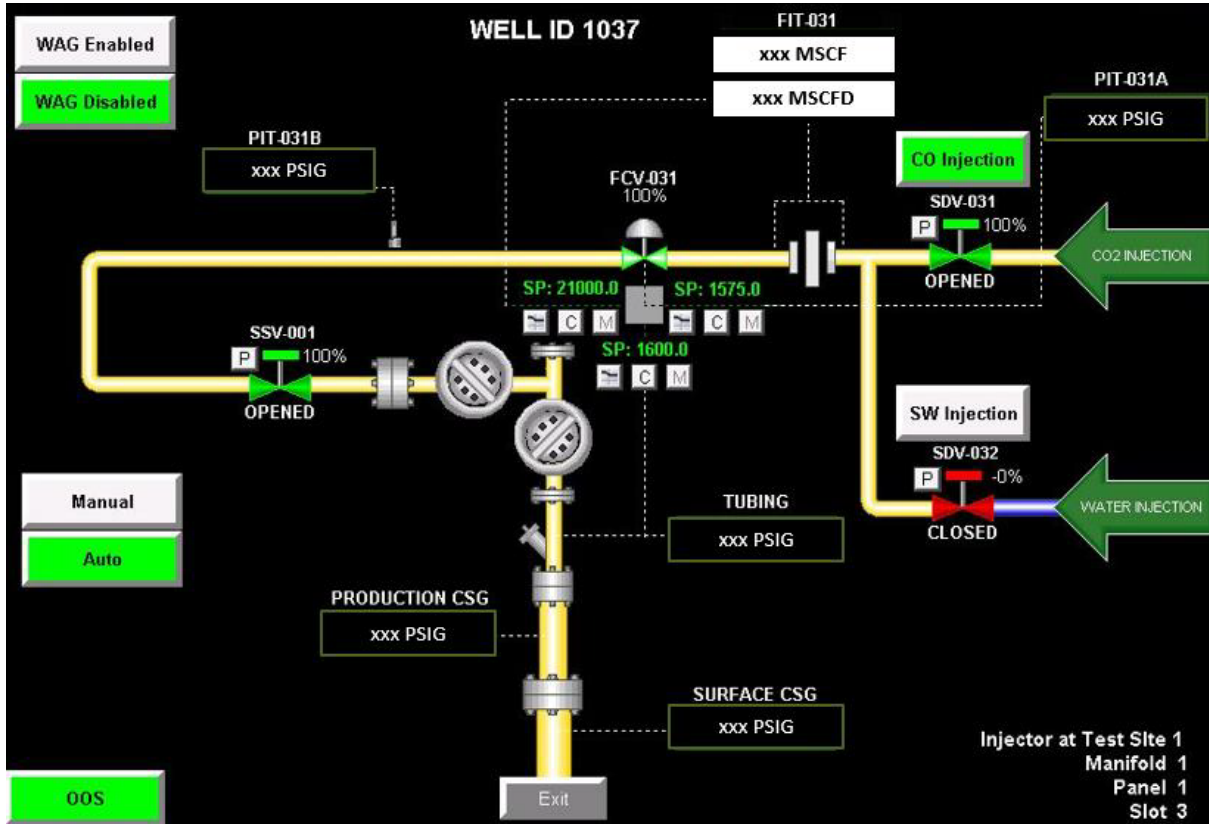 WAG Enabled
WAG Disabled
WELL ID 1037
FIT-031
xxx MSCF
xxx MSCFD
PIT-031A
xxx PSIG
PIT-031B
xxx PSIG
FCV-031
100%
CO Injection
SDV-031
P 100%
OPENED
CO2 INJECTION
SP: 21000.0
C M
SP: 1575.0
C M
SP: 1600.0
C M
SSV-001
P 100%
OPENED
SW Injection
SDV-032
P -0%
CLOSED
WATER INJECTION
Manual
Auto
TUBING
xxx PSIG
PRODUCTION CSG
xxx PSIG
SURFACE CSG
xxx PSIG
Injector at Test SIte 1
Manifold 1
Panel 1
Slot 3
OOS
Exit